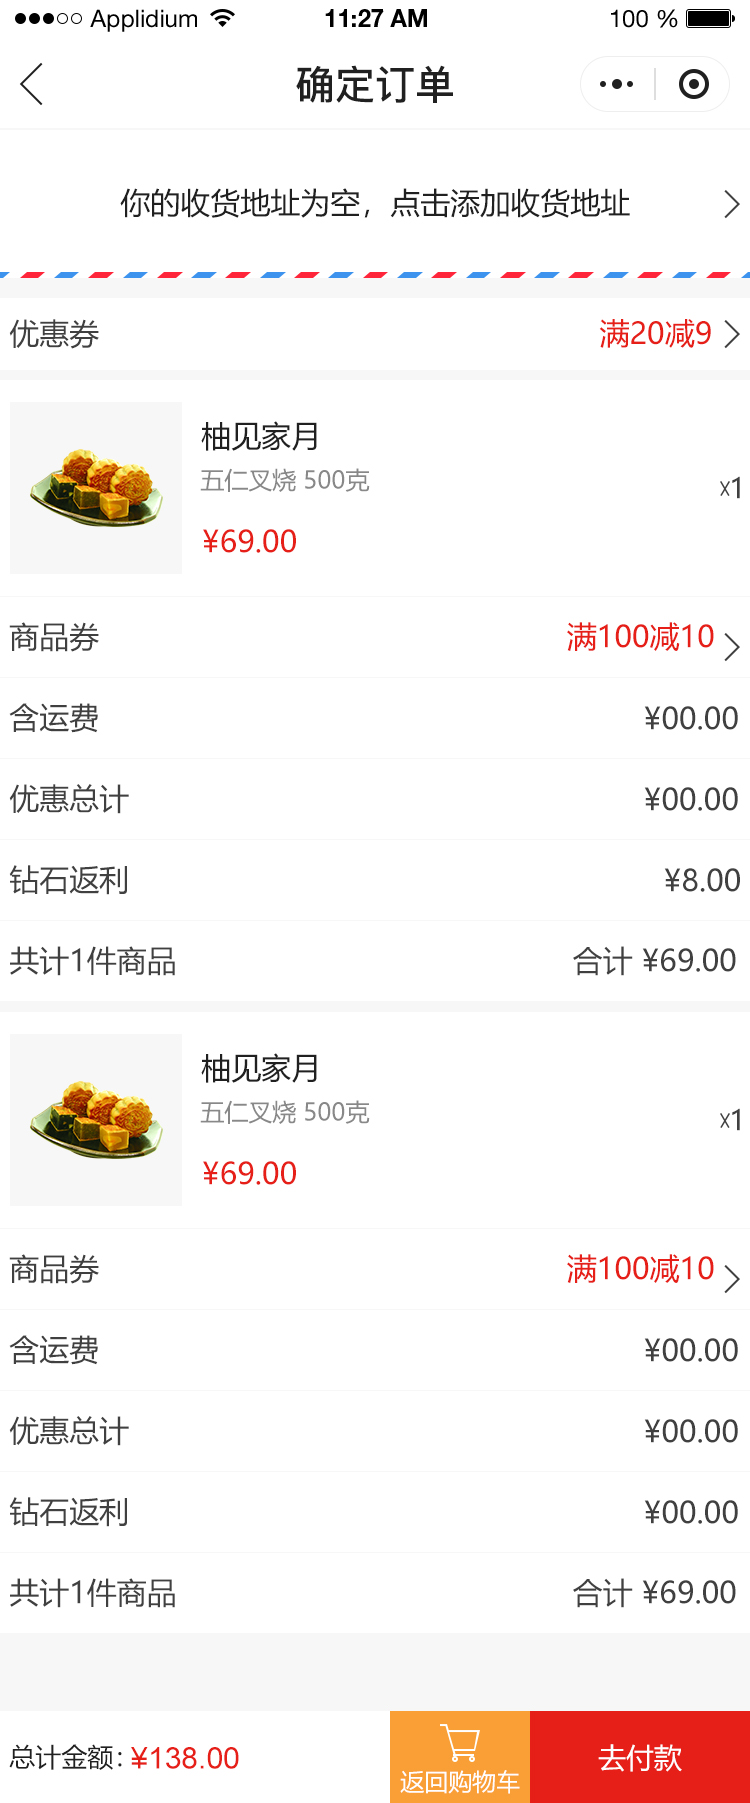 Applidium 11:27 AM 100 %
确定订单
你的收货地址为空，点击添加收货地址
优惠券 满20减9
柚见家月
五仁叉烧 500克
x1
¥69.00
商品券 满100减10
含运费 ¥00.00
优惠总计 ¥00.00
钻石返利 ¥8.00
共计1件商品 合计 ¥69.00
柚见家月
五仁叉烧 500克
x1
¥69.00
商品券 满100减10
含运费 ¥00.00
优惠总计 ¥00.00
钻石返利 ¥00.00
共计1件商品 合计 ¥69.00
总计金额：¥138.00 返回购物车 去付款